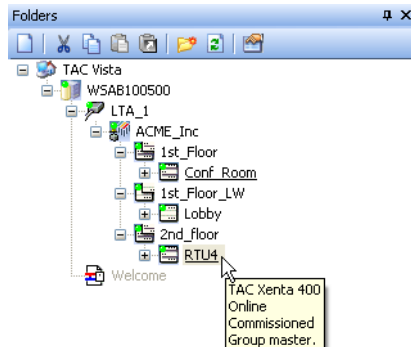 Folders
TAC Vista
WSAB100500
LTA_1
ACME_Inc
1st_Floor
Conf_Room
1st_Floor_LW
Lobby
2nd_floor
RTU4
Welcome
TAC Xenta 400
Online
Commissioned
Group master.